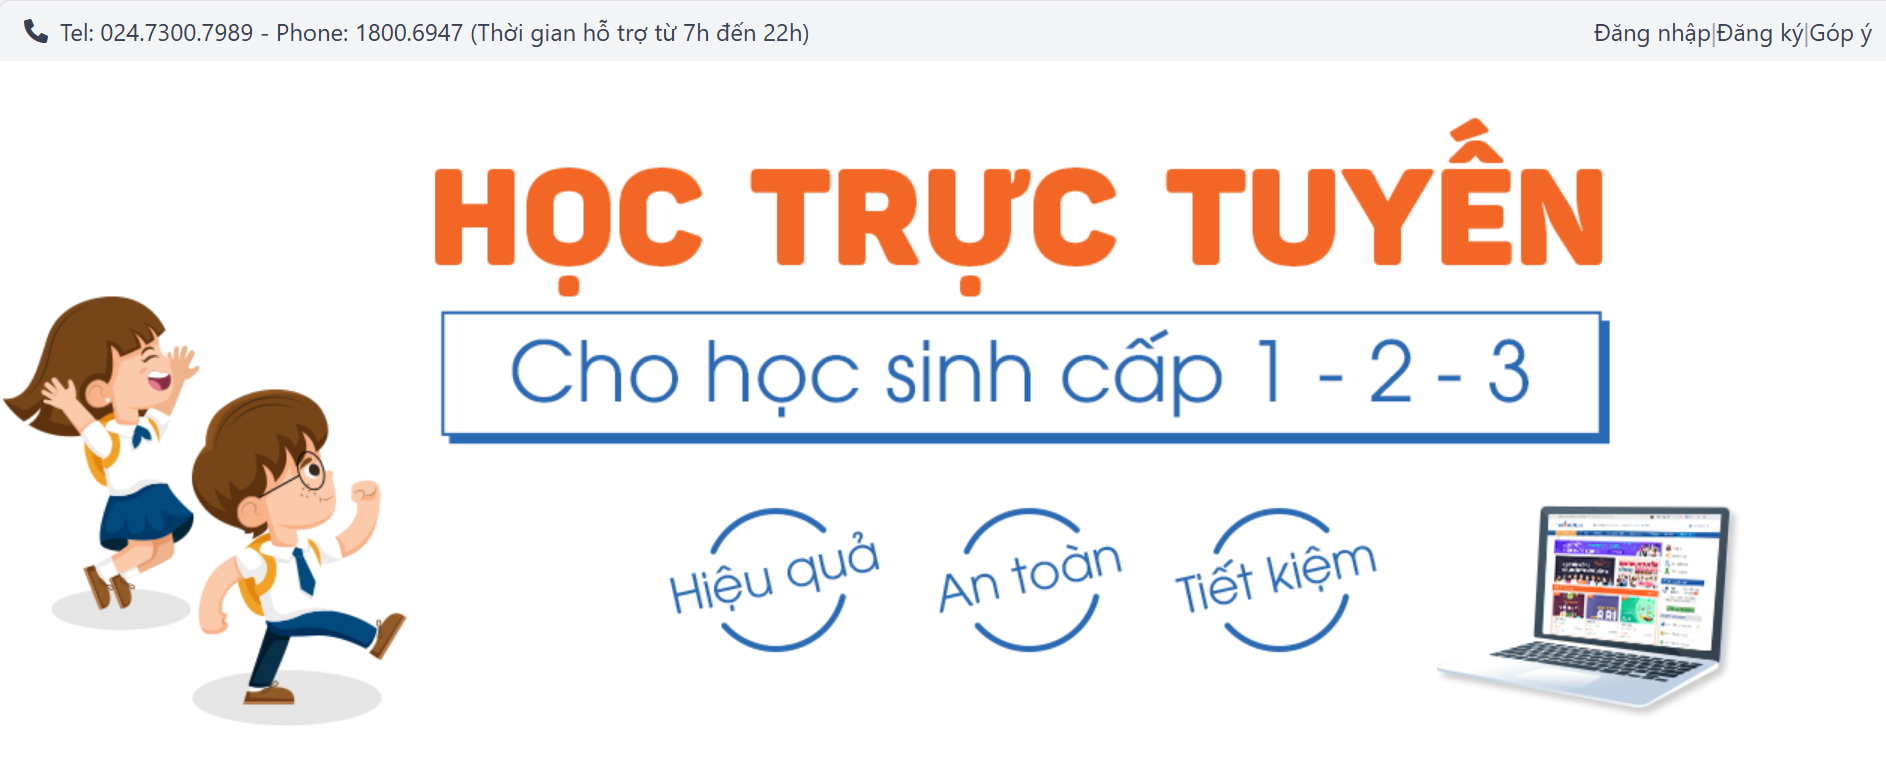 Tel: 024.7300.7989 - Phone: 1800.6947 (Thời gian hỗ trợ từ 7h đến 22h)
Đăng nhập|Đăng ký|Góp ý
HỌC TRỰC TUYẾN
Cho học sinh cấp 1 - 2 - 3
Hiệu quả
An toàn
Tiết kiệm